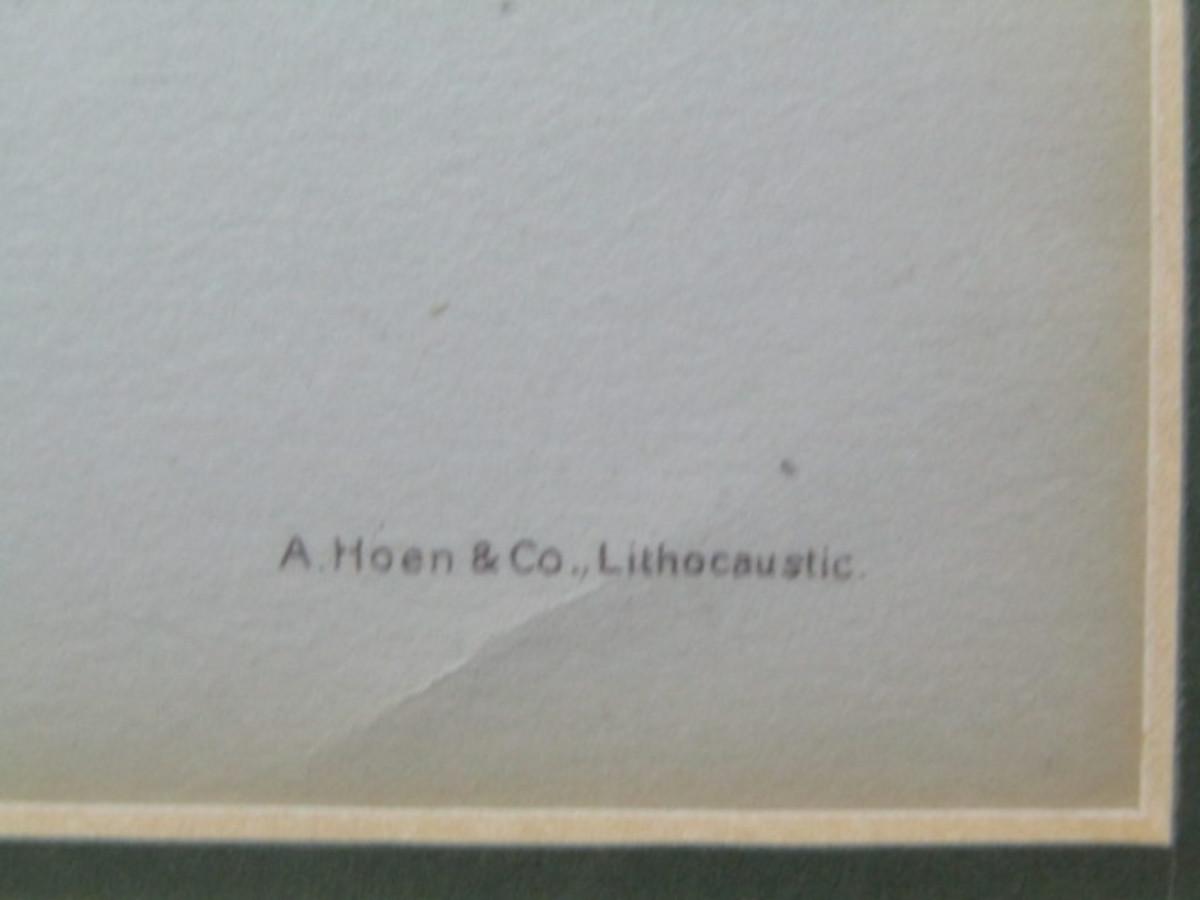 A. Hoen & Co., Lithocaustic.